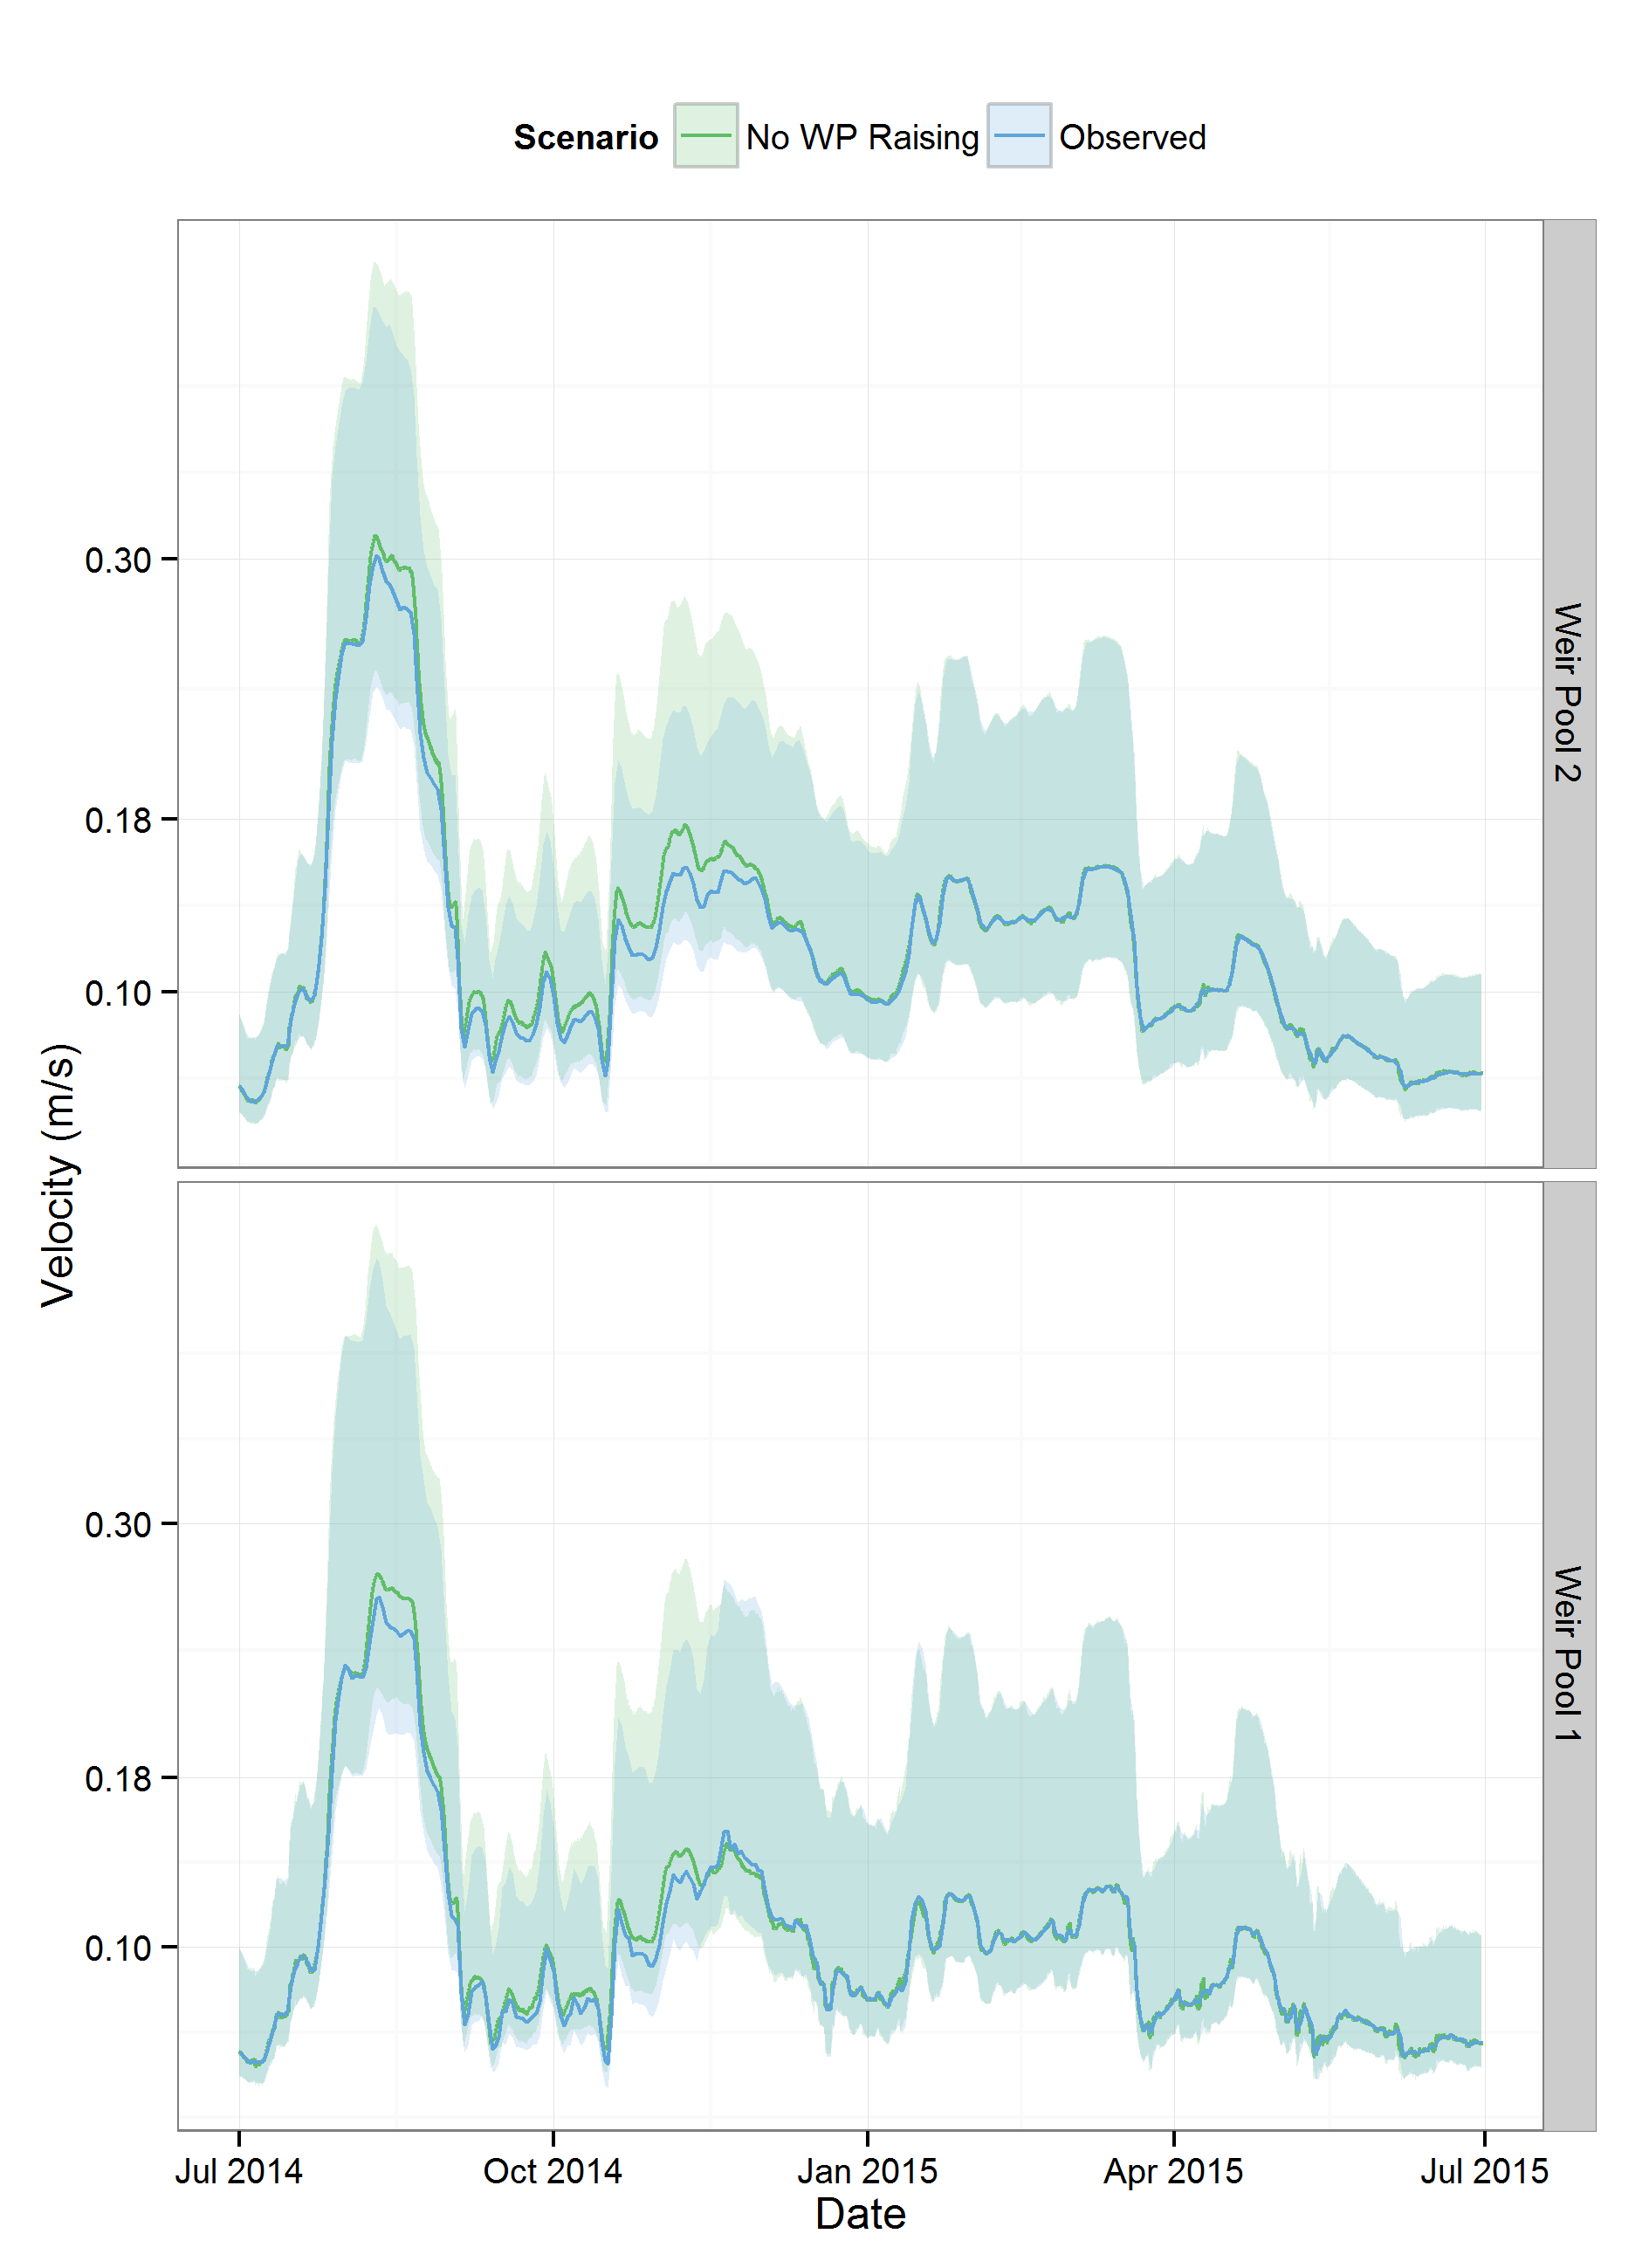 Scenario No WP Raising Observed
0.30
0.18
0.10
Weir Pool 2
Velocity (m/s)
0.30
0.18
0.10
Weir Pool 1
Jul 2014 Oct 2014 Jan 2015 Apr 2015 Jul 2015
Date